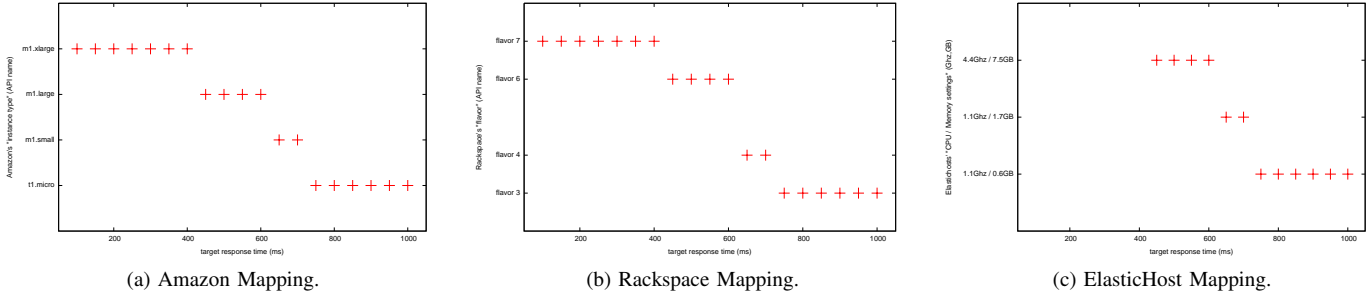 Amazon's "instance type" (API name)
m1.xlarge
m1.large
m1.small
t1.micro
200 400 600 800 1000
target response time (ms)
(a) Amazon Mapping.
Rackspace's "flavor" (API name)
flavor 7
flavor 6
flavor 4
flavor 3
200 400 600 800 1000
target response time (ms)
(b) Rackspace Mapping.
Elastichosts' "CPU / Memory settings" (Ghz,GB)
4.4Ghz / 7.5GB
1.1Ghz / 1.7GB
1.1Ghz / 0.6GB
200 400 600 800 1000
target response time (ms)
(c) ElasticHost Mapping.